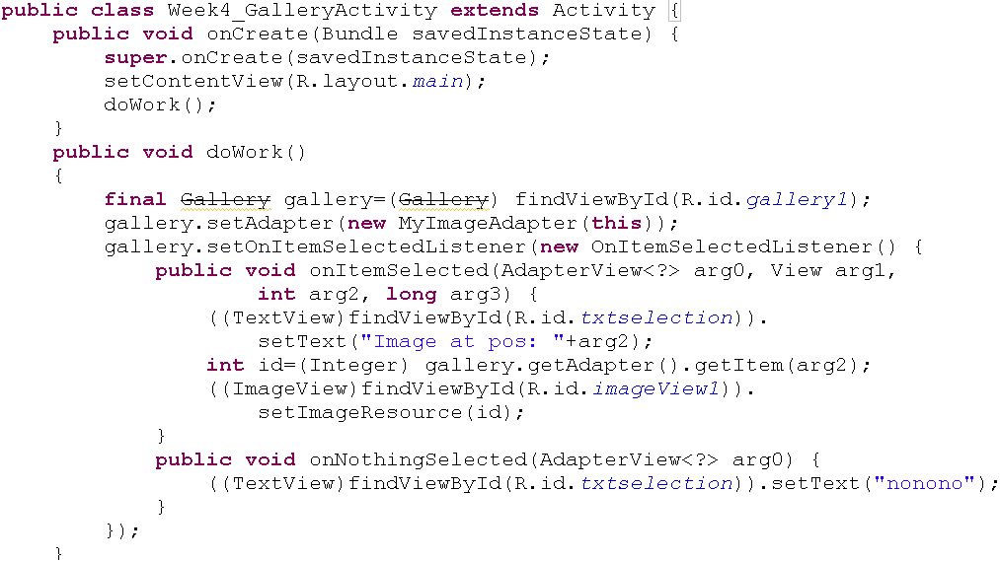 public class Week4_GalleryActivity extends Activity {
    public void onCreate(Bundle savedInstanceState) {
        super.onCreate(savedInstanceState);
        setContentView(R.layout.main);
        doWork();
    }
    public void doWork()
    {
        final Gallery gallery=(Gallery) findViewById(R.id.gallery1);
        gallery.setAdapter(new MyImageAdapter(this));
        gallery.setOnItemSelectedListener(new OnItemSelectedListener() {
            public void onItemSelected(AdapterView<?> arg0, View arg1,
                    int arg2, long arg3) {
                ((TextView)findViewById(R.id.txtselection)).
                    setText("Image at pos: "+arg2);
                int id=(Integer) gallery.getAdapter().getItem(arg2);
                ((ImageView)findViewById(R.id.imageView1)).
                    setImageResource(id);
            }
            public void onNothingSelected(AdapterView<?> arg0) {
                ((TextView)findViewById(R.id.txtselection)).setText("nonono");
            }
        });
    }